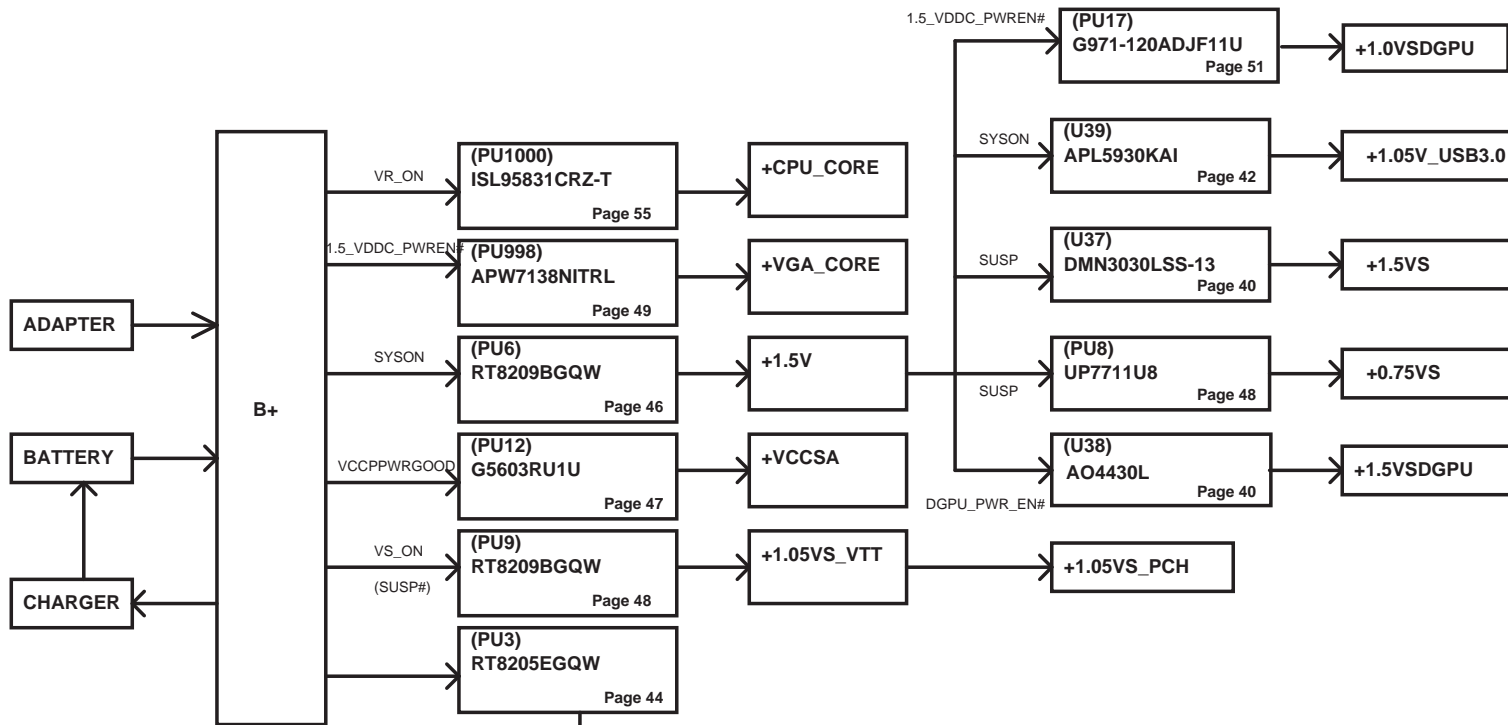 ADAPTER
BATTERY
CHARGER
B+
VR_ON
(PU1000)
ISL95831CRZ-T
Page 55
+CPU_CORE
1.5_VDDC_PWREN#
(PU998)
APW7138NITRL
Page 49
+VGA_CORE
SYSON
(PU6)
RT8209BGQW
Page 46
+1.5V
VCCPPWRGOOD
(PU12)
G5603RU1U
Page 47
+VCCSA
VS_ON
(SUSP#)
(PU9)
RT8209BGQW
Page 48
+1.05VS_VTT
+1.05VS_PCH
(PU3)
RT8205EGQW
Page 44
1.5_VDDC_PWREN#
(PU17)
G971-120ADJF11U
Page 51
+1.0VSDGPU
SYSON
(U39)
APL5930KAI
Page 42
+1.05V_USB3.0
SUSP
(U37)
DMN3030LSS-13
Page 40
+1.5VS
SUSP
(PU8)
UP7711U8
Page 48
+0.75VS
DGPU_PWR_EN#
(U38)
AO4430L
Page 40
+1.5VSDGPU